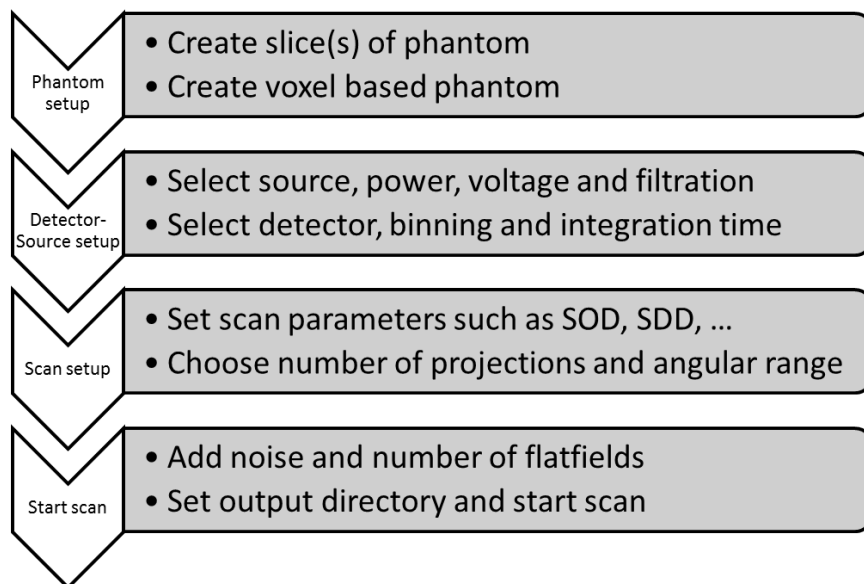 Phantom
setup
• Create slice(s) of phantom
• Create voxel based phantom
Detector-
Source setup
• Select source, power, voltage and filtration
• Select detector, binning and integration time
Scan setup
• Set scan parameters such as SOD, SDD, ...
• Choose number of projections and angular range
Start scan
• Add noise and number of flatfields
• Set output directory and start scan